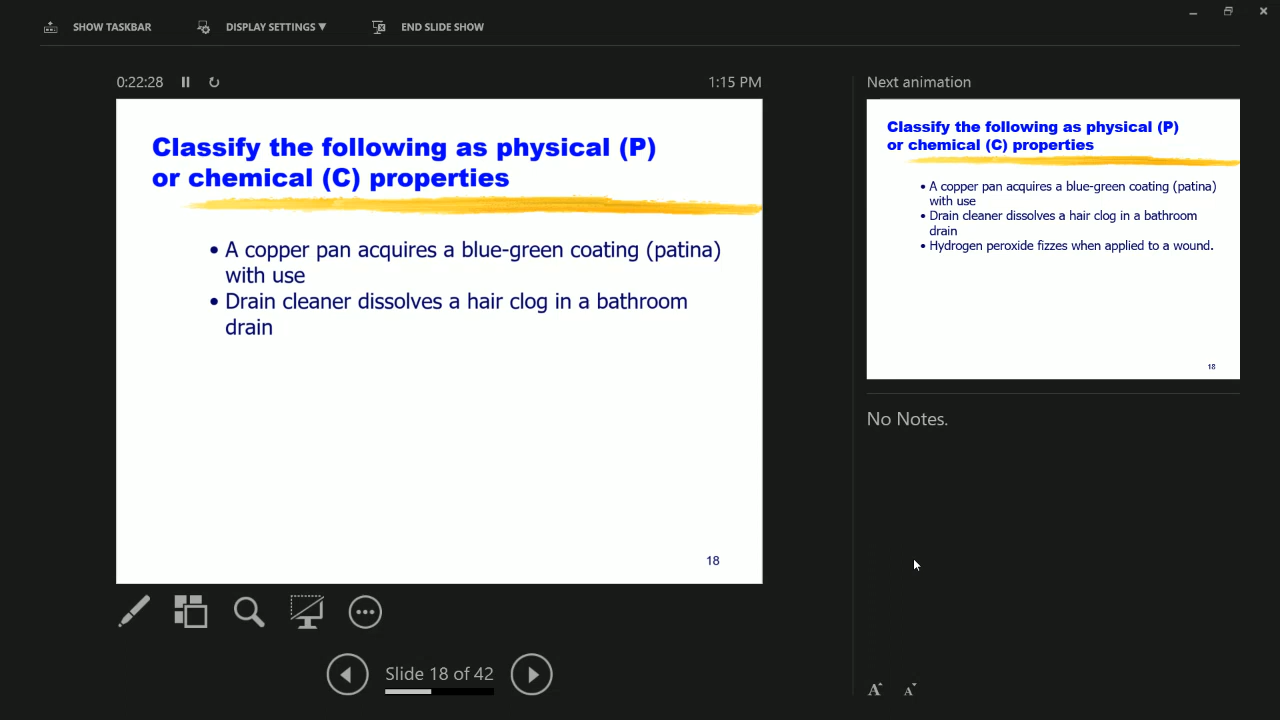 SHOW TASKBAR
DISPLAY SETTINGS ▼
END SLIDE SHOW
0:22:28
1:15 PM
Classify the following as physical (P)
or chemical (C) properties
• A copper pan acquires a blue-green coating (patina)
with use
• Drain cleaner dissolves a hair clog in a bathroom
drain
18
Slide 18 of 42
Next animation
Classify the following as physical (P)
or chemical (C) properties
• A copper pan acquires a blue-green coating (patina)
with use
• Drain cleaner dissolves a hair clog in a bathroom
drain
• Hydrogen peroxide fizzes when applied to a wound.
18
No Notes.
A A